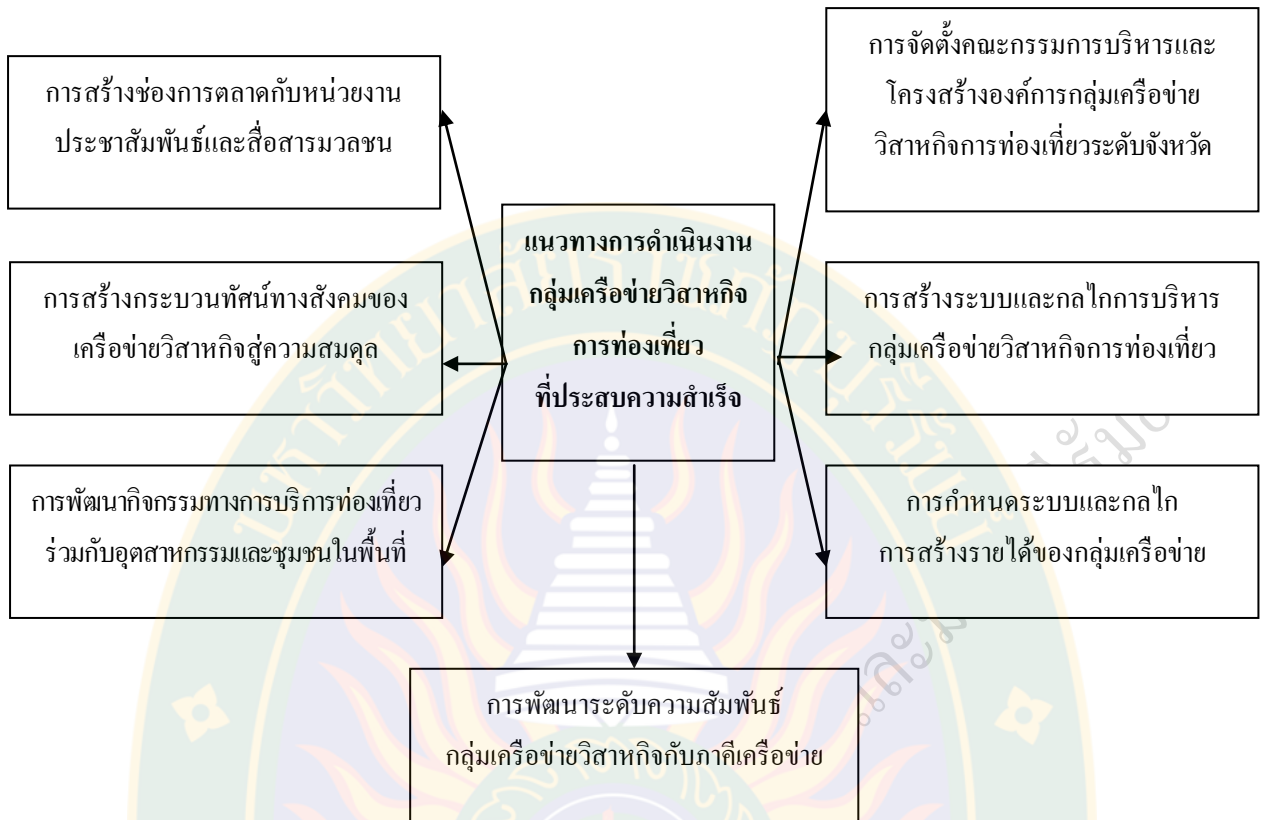 การสร้างช่องการตลาดกับหน่วยงาน
ประชาสัมพันธ์และสื่อสารมวลชน
การจัดตั้งคณะกรรมการบริหารและ
โครงสร้างองค์การกลุ่มเครือข่าย
วิสาหกิจการท่องเที่ยวระดับจังหวัด
แนวทางการดำเนินงาน
กลุ่มเครือข่ายวิสาหกิจ
การท่องเที่ยว
ที่ประสบความสำเร็จ
การสร้างกระบวนทัศน์ทางสังคมของ
เครือข่ายวิสาหกิจสู่ความสมดุล
การสร้างระบบและกลไกการบริหาร
กลุ่มเครือข่ายวิสาหกิจการท่องเที่ยว
การพัฒนากิจกรรมทางการบริการท่องเที่ยว
ร่วมกับอุตสาหกรรมและชุมชนในพื้นที่
การกำหนดระบบและกลไก
การสร้างรายได้ของกลุ่มเครือข่าย
การพัฒนาระดับความสัมพันธ์
กลุ่มเครือข่ายวิสาหกิจกับภาคีเครือข่าย